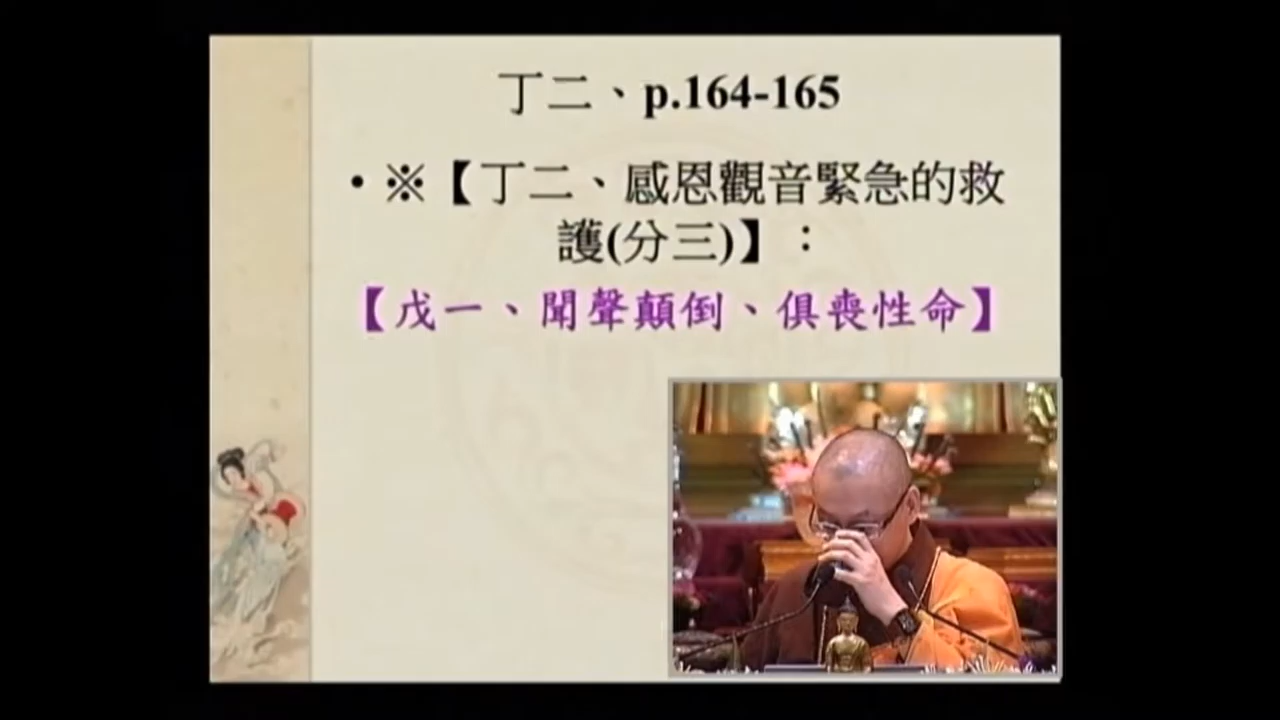 丁二、p.164-165
•※【丁二、感恩觀音緊急的救
護(分三)】：
【戊一、聞聲顛倒、俱喪性命】